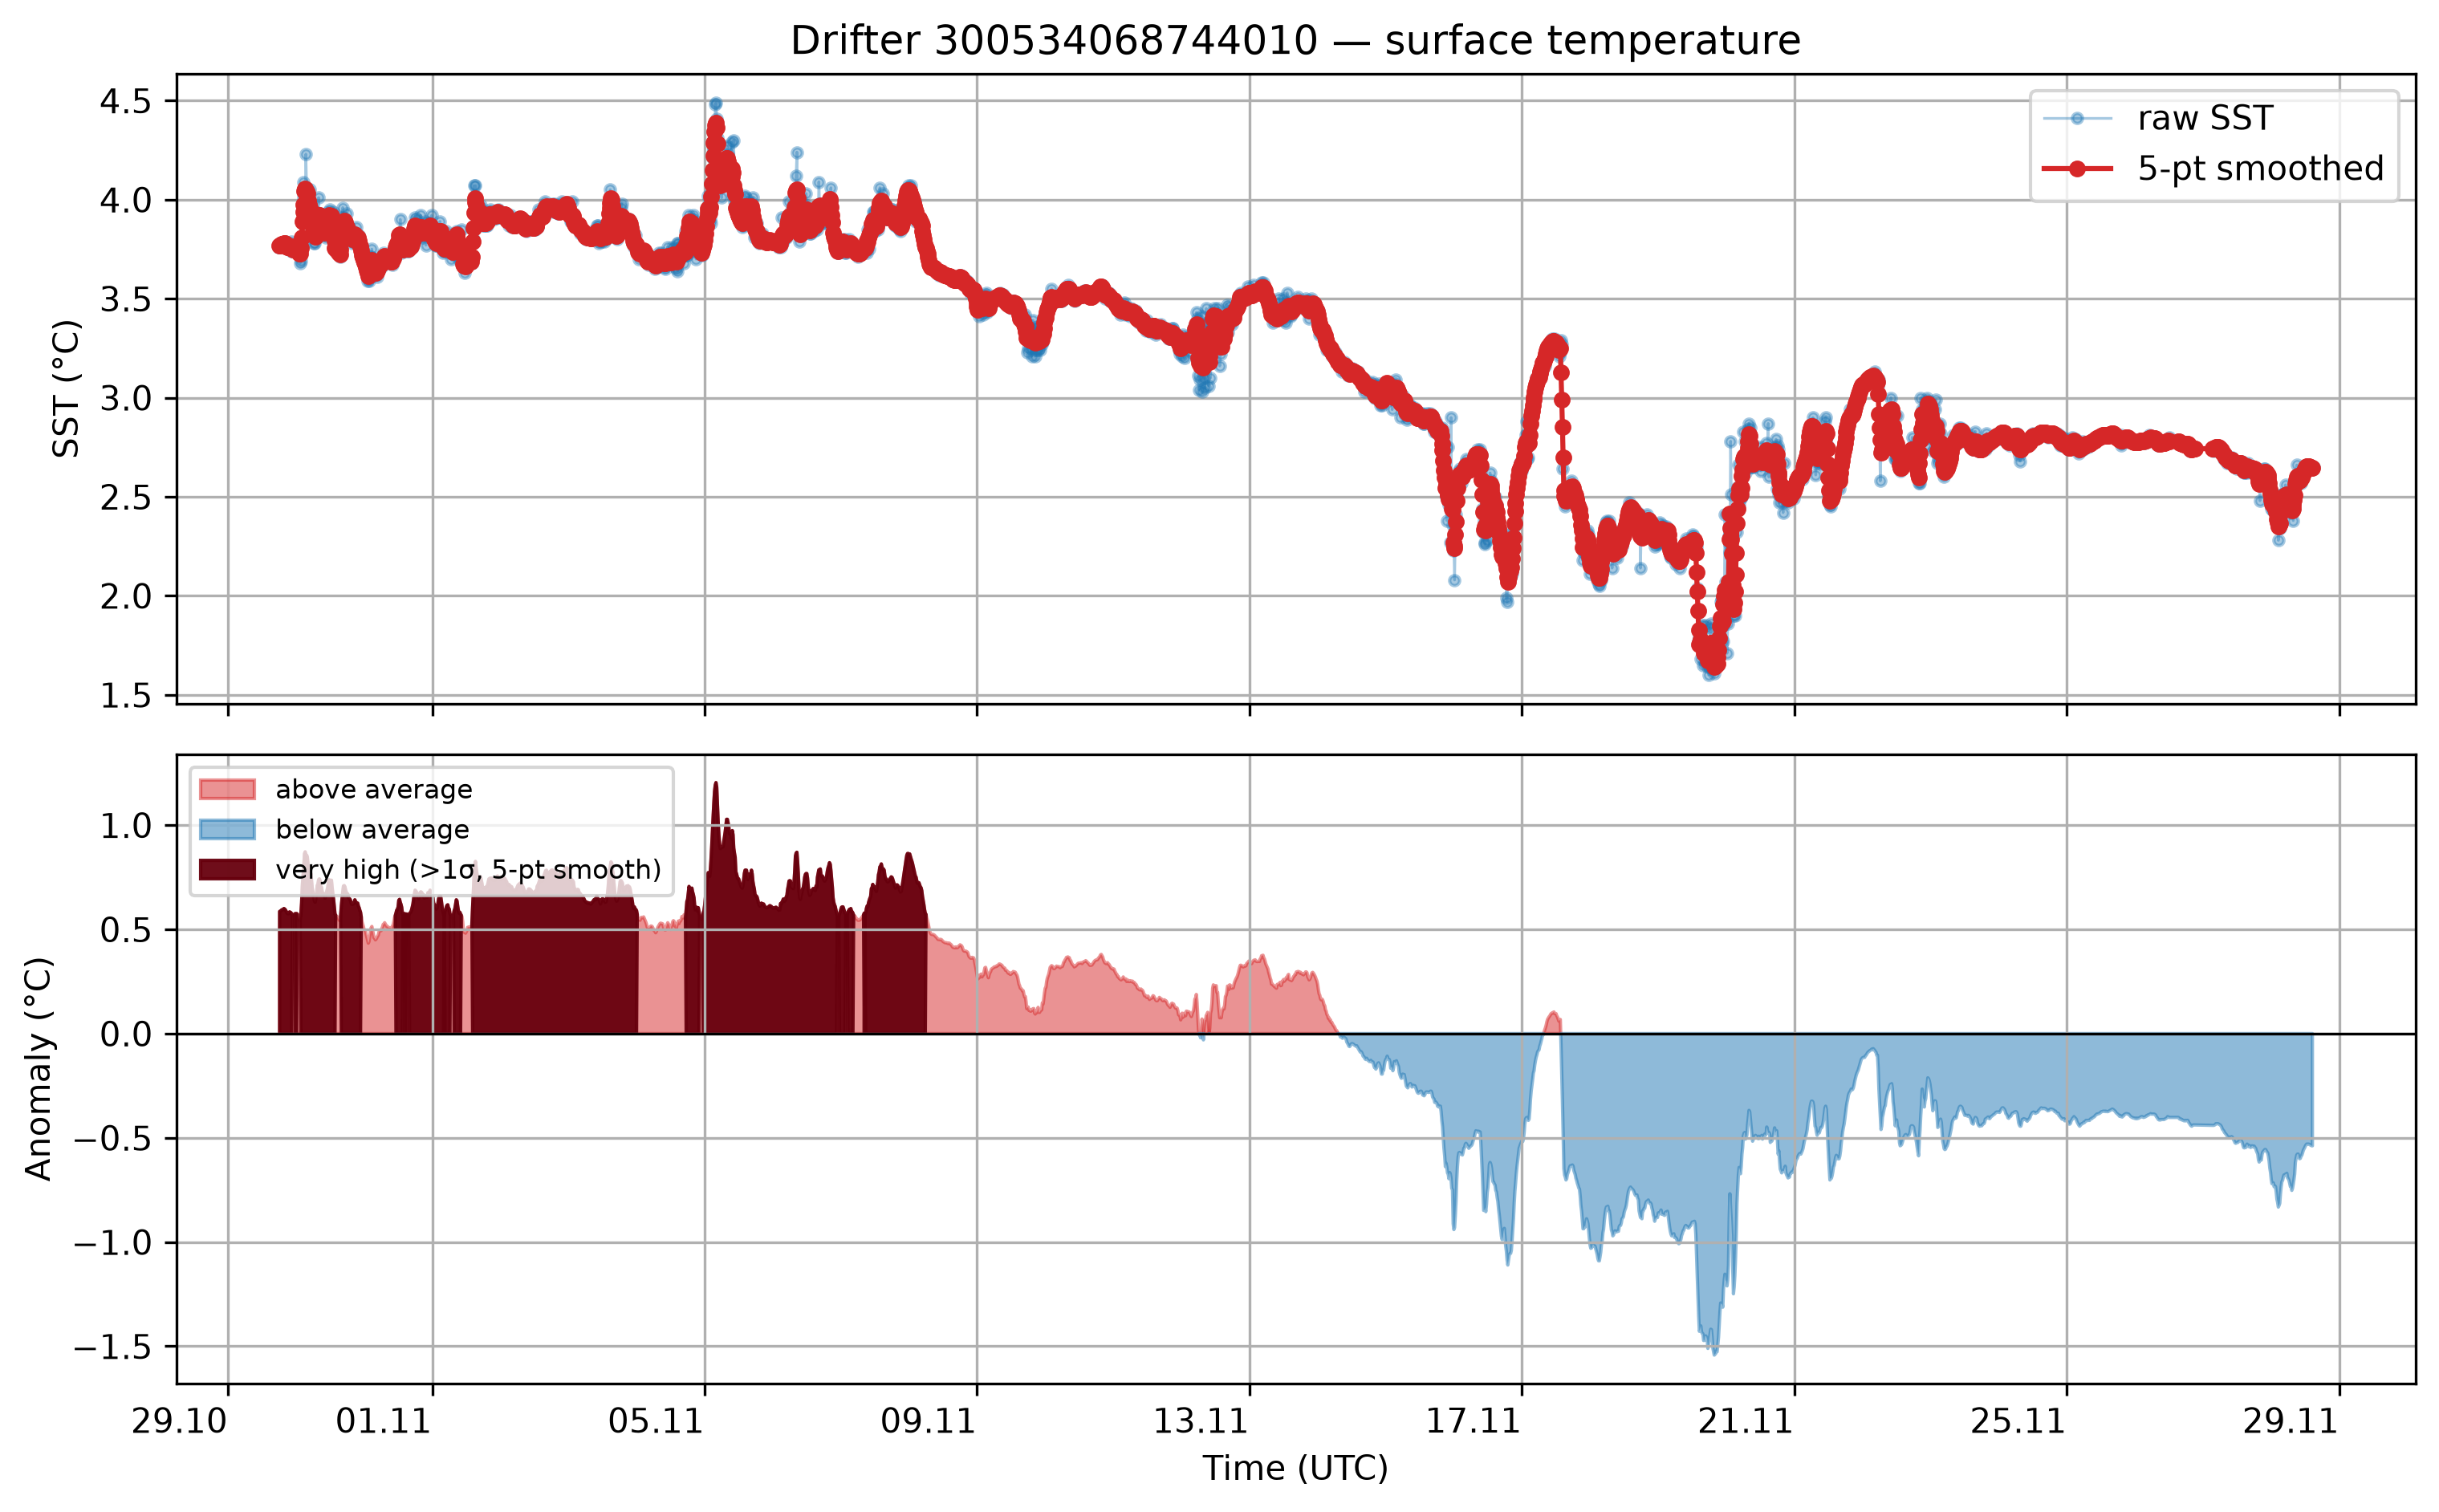 Drifter 300534068744010 — surface temperature
SST (°C)
4.5
4.0
3.5
3.0
2.5
2.0
1.5
raw SST
5-pt smoothed
Anomaly (°C)
1.0
0.5
0.0
−0.5
−1.0
−1.5
above average
below average
very high (>1σ, 5-pt smooth)
29.10 01.11 05.11 09.11 13.11 17.11 21.11 25.11 29.11
Time (UTC)